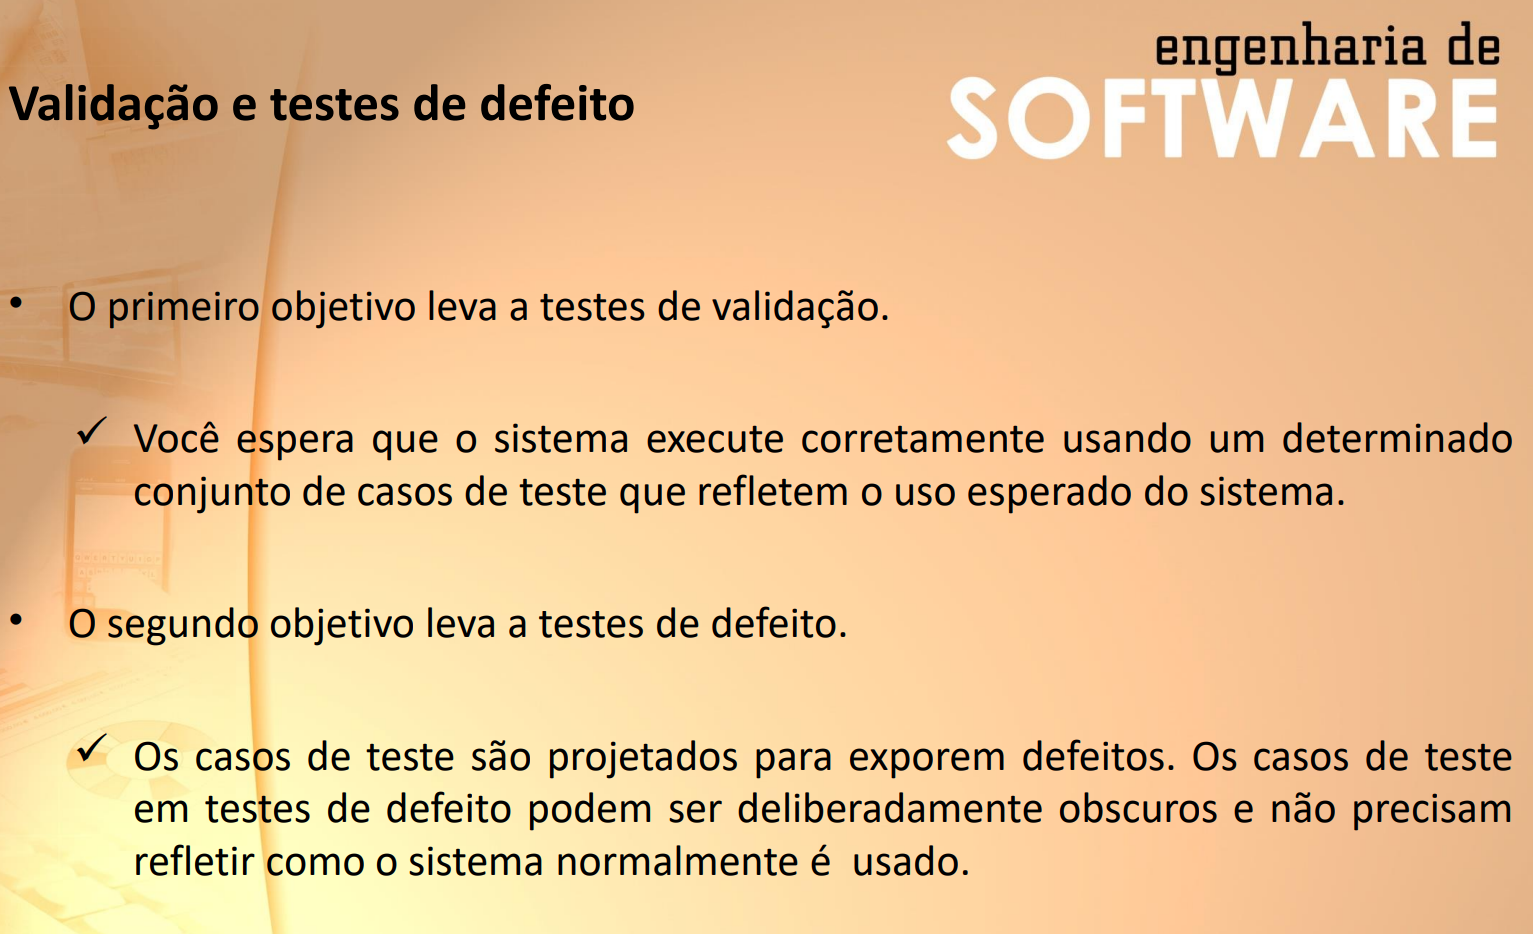 engenharia de
SOFTWARE
Validação e testes de defeito
• O primeiro objetivo leva a testes de validação.
✓ Você espera que o sistema execute corretamente usando um determinado
conjunto de casos de teste que refletem o uso esperado do sistema.
• O segundo objetivo leva a testes de defeito.
✓ Os casos de teste são projetados para exporem defeitos. Os casos de teste
em testes de defeito podem ser deliberadamente obscuros e não precisam
refletir como o sistema normalmente é  usado.